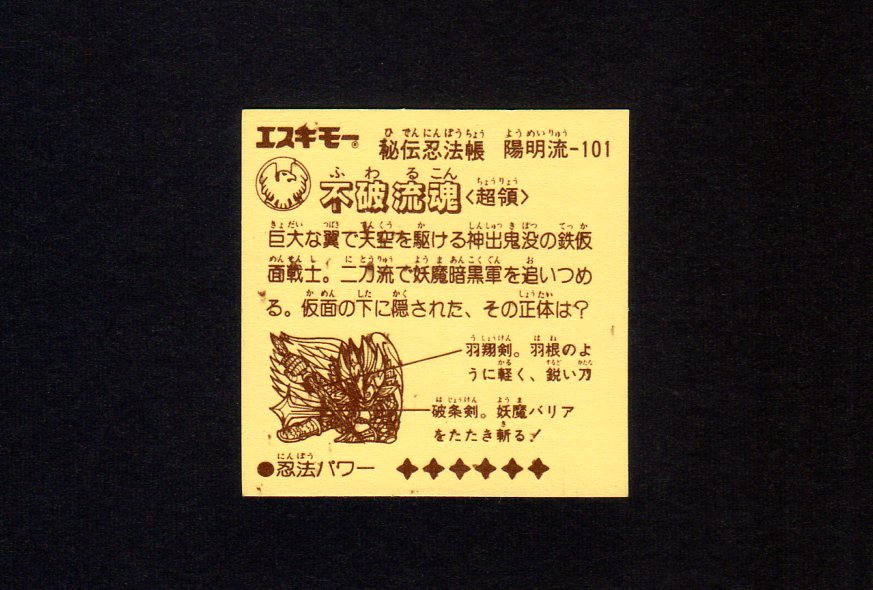 エスキモー® 秘伝忍法帳 陽明流-101
不破流魂〈超領〉
巨大な翼で天空を駆ける神出鬼没の鉄仮
面戦士。二刀流で妖魔暗黒軍を追いつめ
る。仮面の下に隠された、その正体は?
羽翔剣。羽根のよ
うに軽く、鋭い刀
破条剣。妖魔バリア
をたたき斬る!
●忍法パワー ✦✦✦✦✦✦